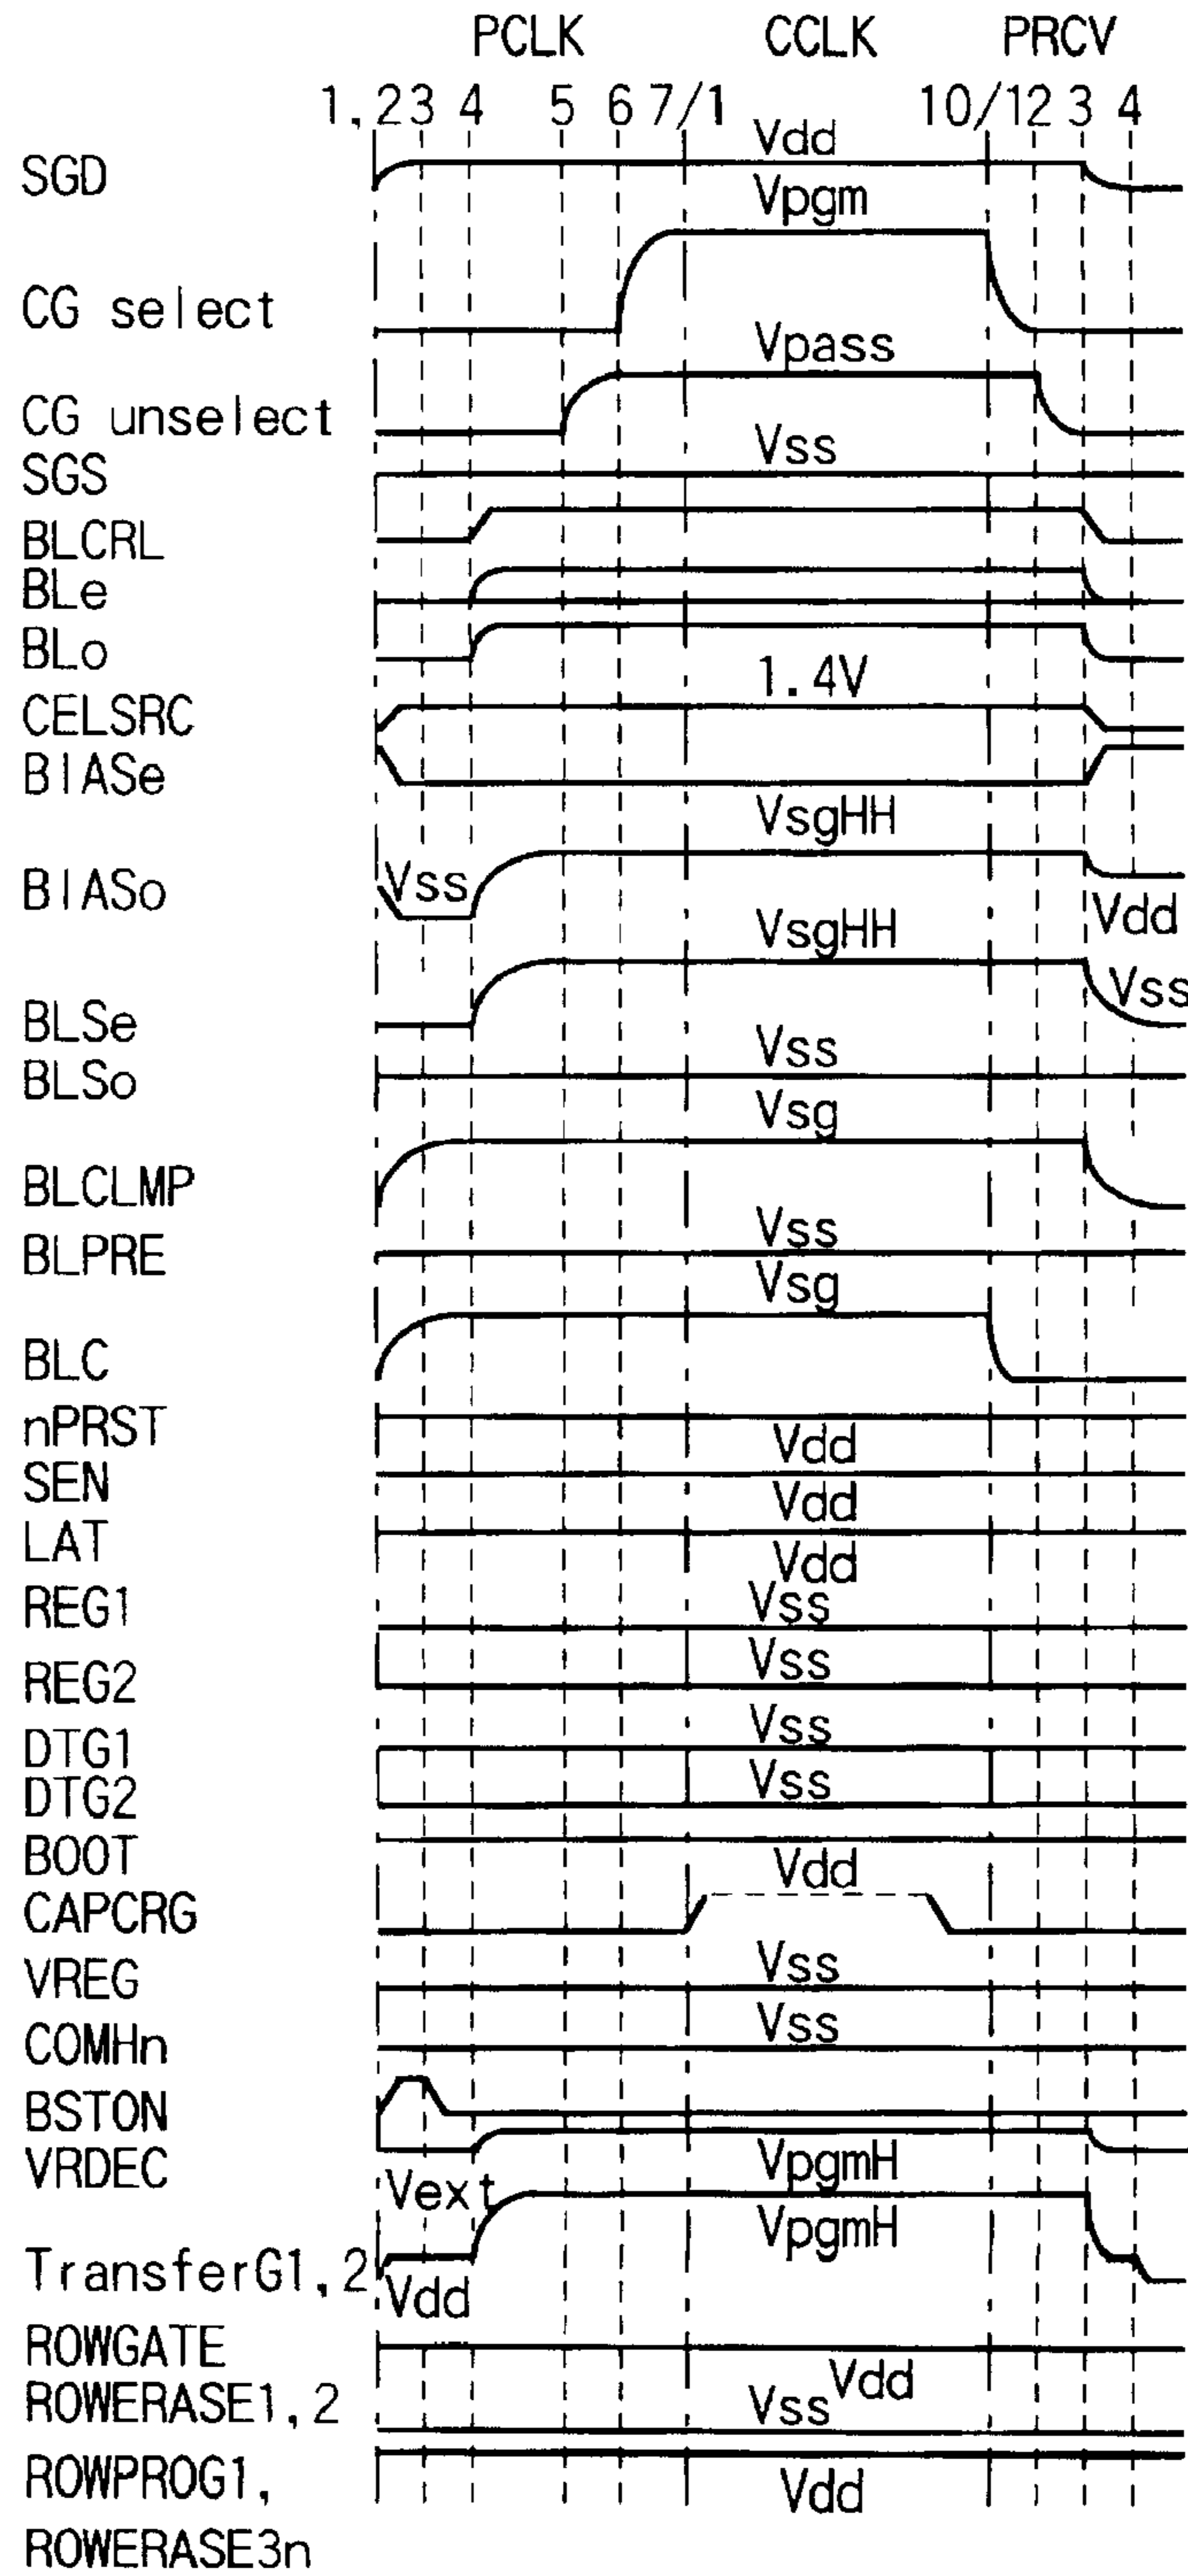 PCLK CCLK PRCV
1,2 3 4 5 6 7/1 10/1 2 3 4
SGD Vdd
Vpgm
CG select
Vpass
CG unselect
SGS Vss
BLCRL
BLe
BLo
1.4V
CELSRC
BIASe
VsgHH
BIASo Vss Vdd
VsgHH
BLSe Vss
BLSo Vss
Vsg
BLCLMP
BLPRE Vss
Vsg
BLC
nPRST Vdd
SEN Vdd
LAT Vdd
REG1 Vss
REG2 Vss
DTG1 Vss
DTG2 Vss
BOOT Vdd
CAPCRG
VREG Vss
COMHn Vss
BSTON
VRDEC VpgmH
Vext
TransferG1,2 VpgmH
Vdd
ROWGATE Vdd
ROWERASE1,2 Vss
ROWPROG1, Vdd
ROWERASE3n